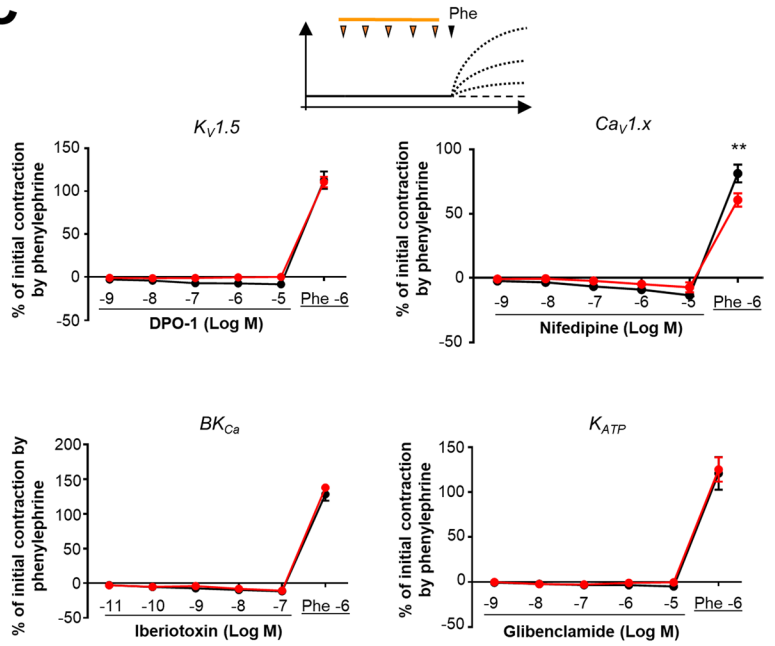 C
Phe
K_V1.5
% of initial contraction
by phenylephrine
150
100
50
0
-50
-9 -8 -7 -6 -5 Phe -6
DPO-1 (Log M)
Ca_V1.x
% of initial contraction
by phenylephrine
100
50
0
-50
**
-9 -8 -7 -6 -5 Phe -6
Nifedipine (Log M)
BK_Ca
% of initial contraction by
phenylephrine
200
150
100
50
0
-50
-11 -10 -9 -8 -7 Phe -6
Iberiotoxin (Log M)
K_ATP
% of initial contraction
by phenylephrine
150
100
50
0
-50
-9 -8 -7 -6 -5 Phe -6
Glibenclamide (Log M)